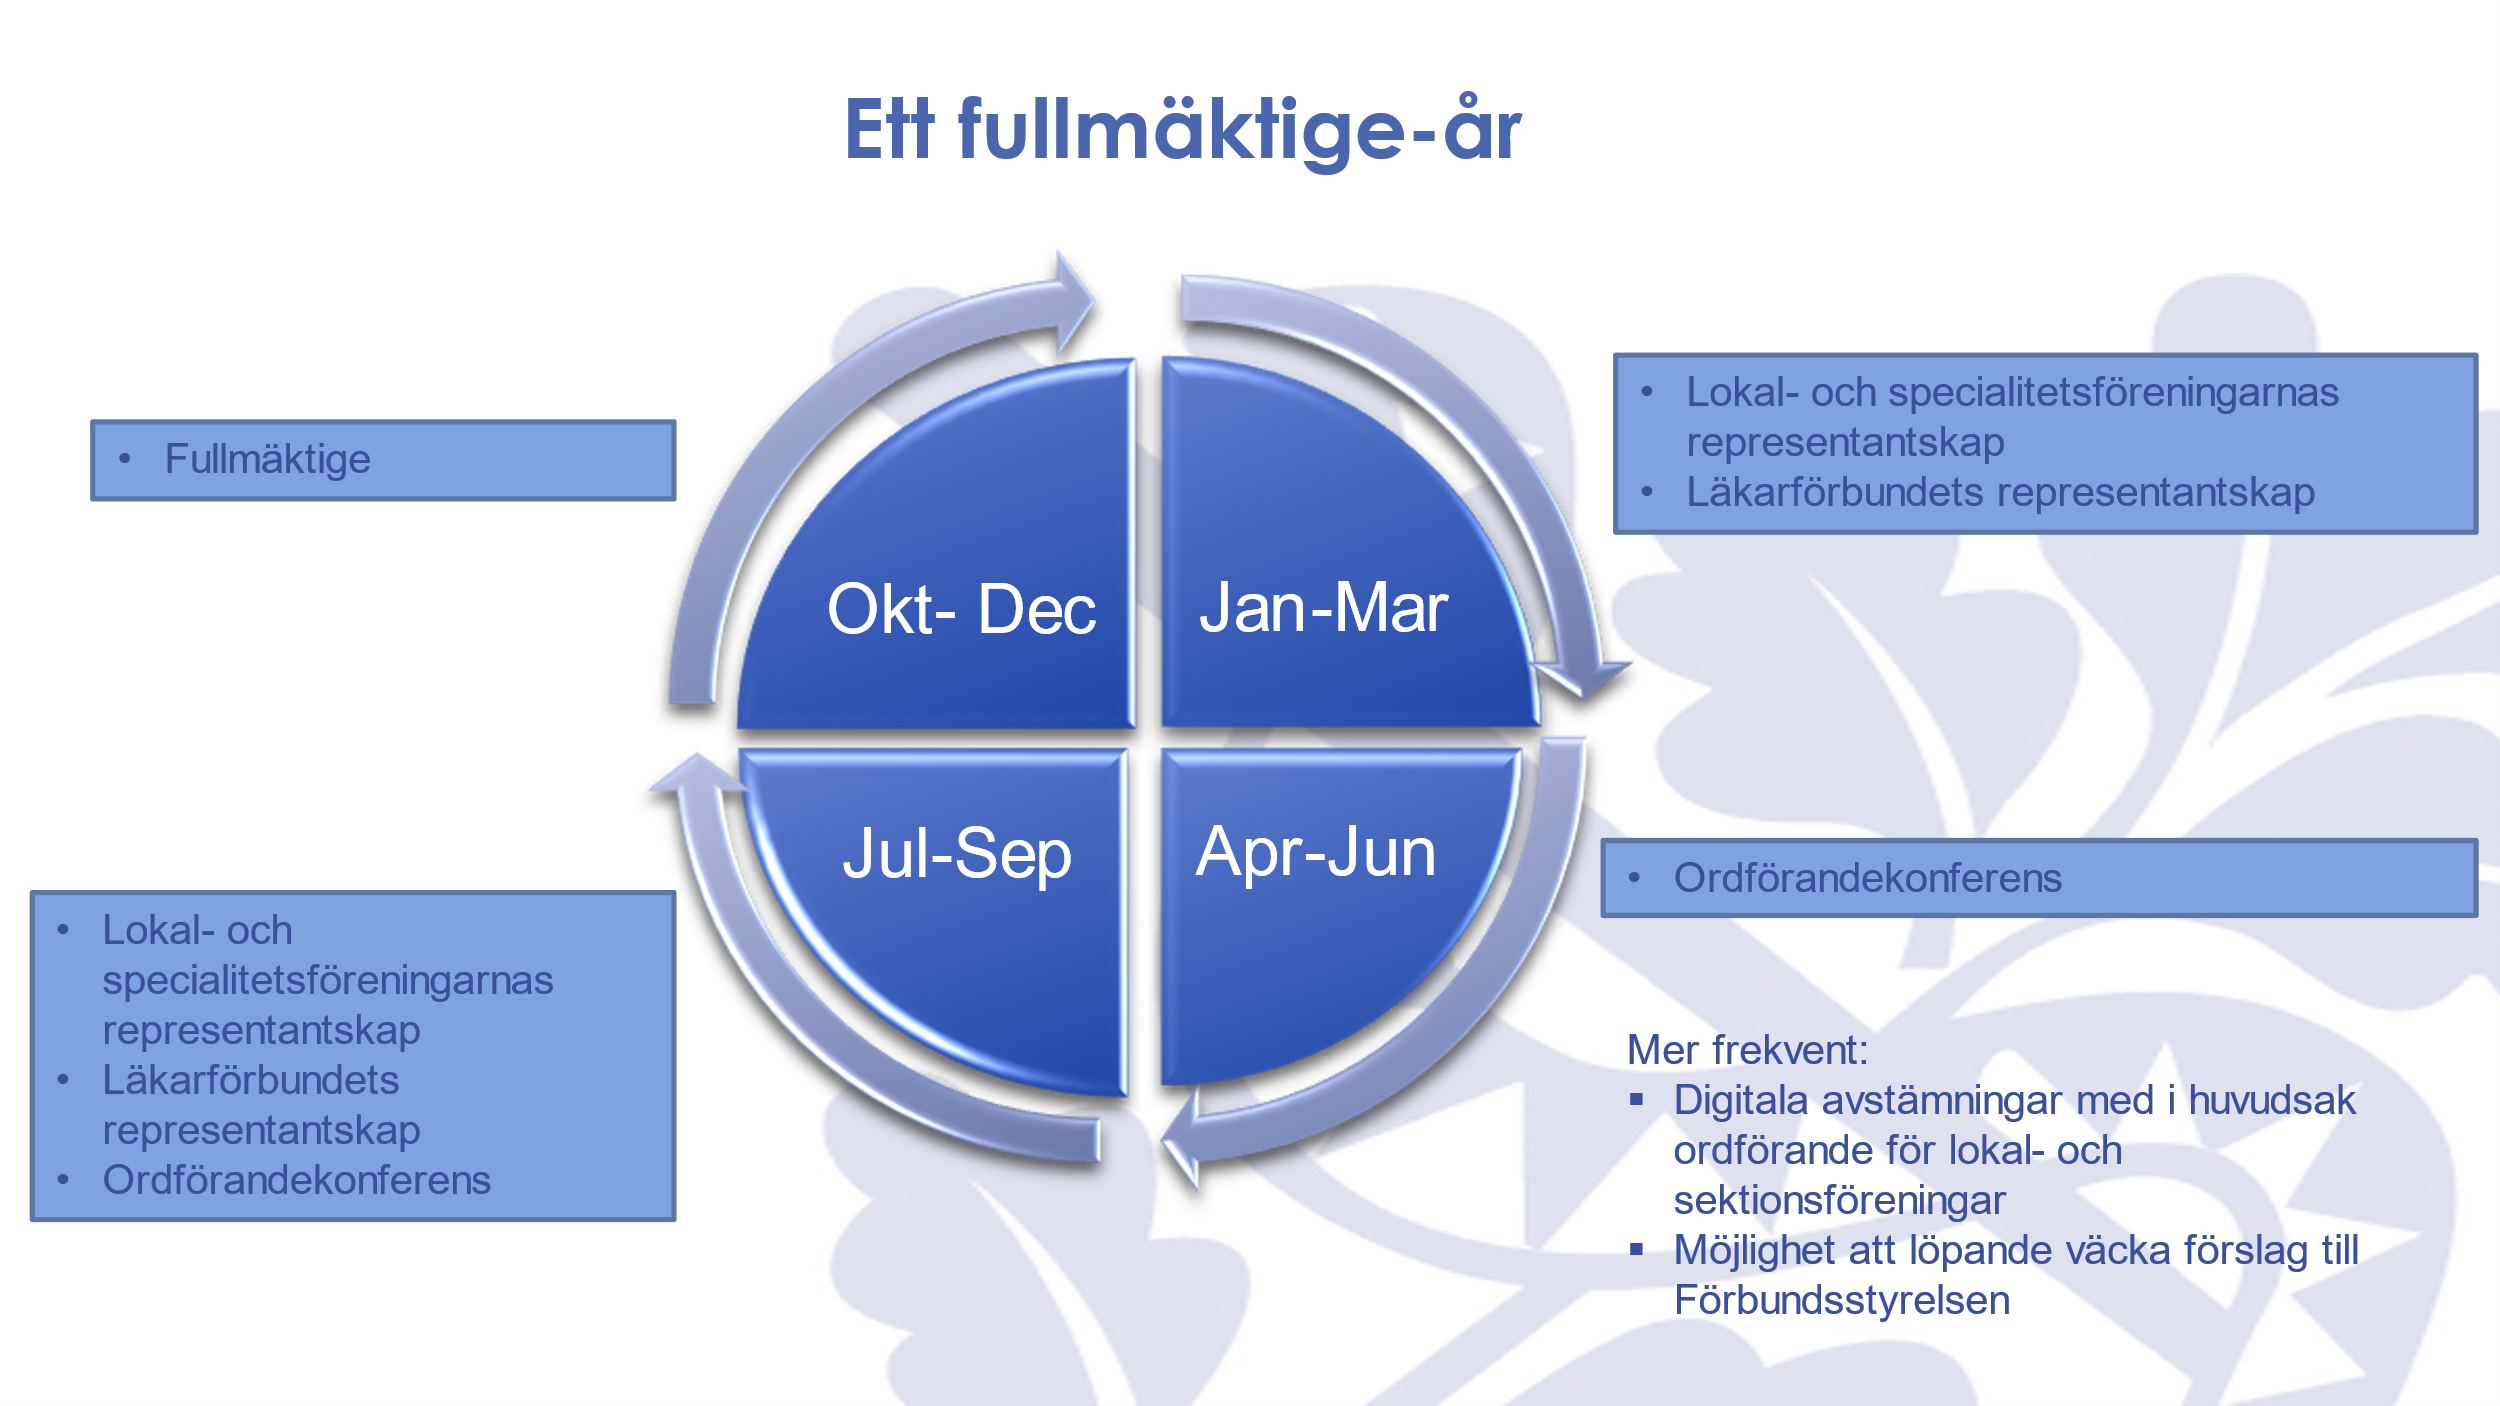 Ett fullmäktige-år
• Fullmäktige
• Lokal- och specialitetsföreningarnas
representantskap
• Läkarförbundets representantskap
Okt- Dec
Jan-Mar
Jul-Sep
Apr-Jun
• Ordförandekonferens
• Lokal- och
specialitetsföreningarnas
representantskap
• Läkarförbundets
representantskap
• Ordförandekonferens
Mer frekvent:
▪ Digitala avstämningar med i huvudsak
ordförande för lokal- och
sektionsföreningar
▪ Möjlighet att löpande väcka förslag till
Förbundsstyrelsen